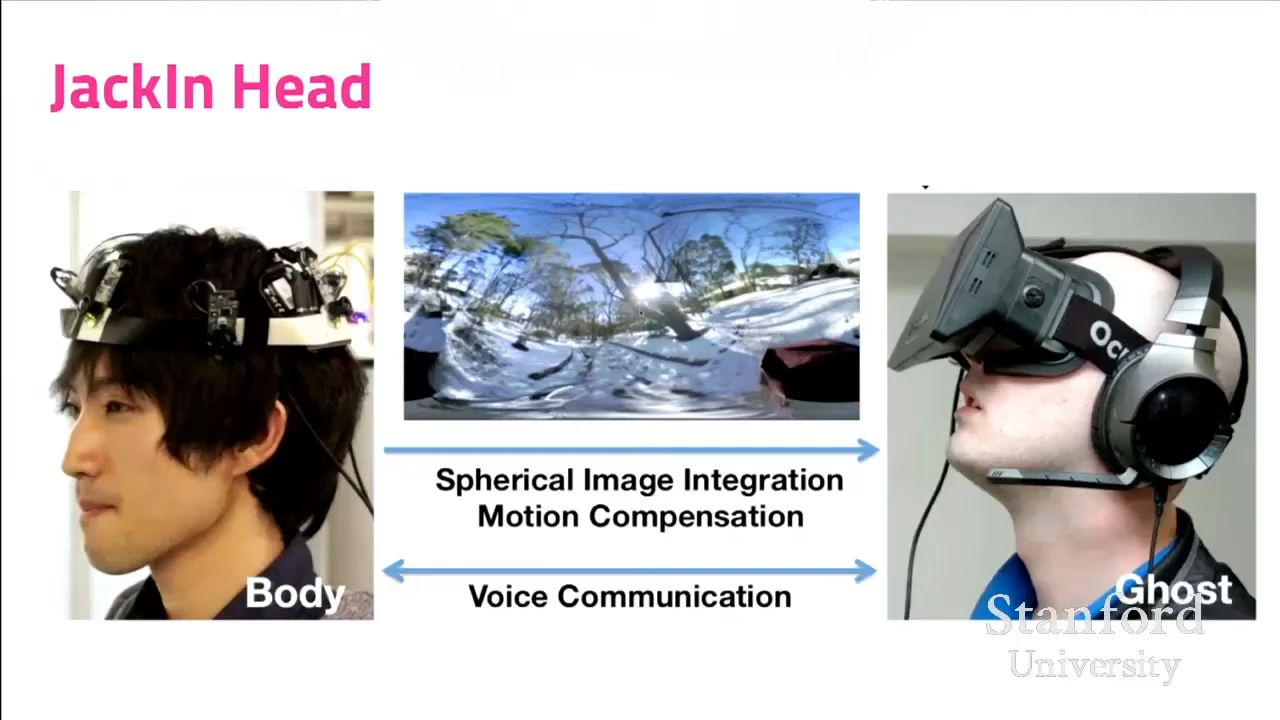 JackIn Head
Spherical Image Integration
Motion Compensation
Voice Communication
Body
Ghost
Stanford
University